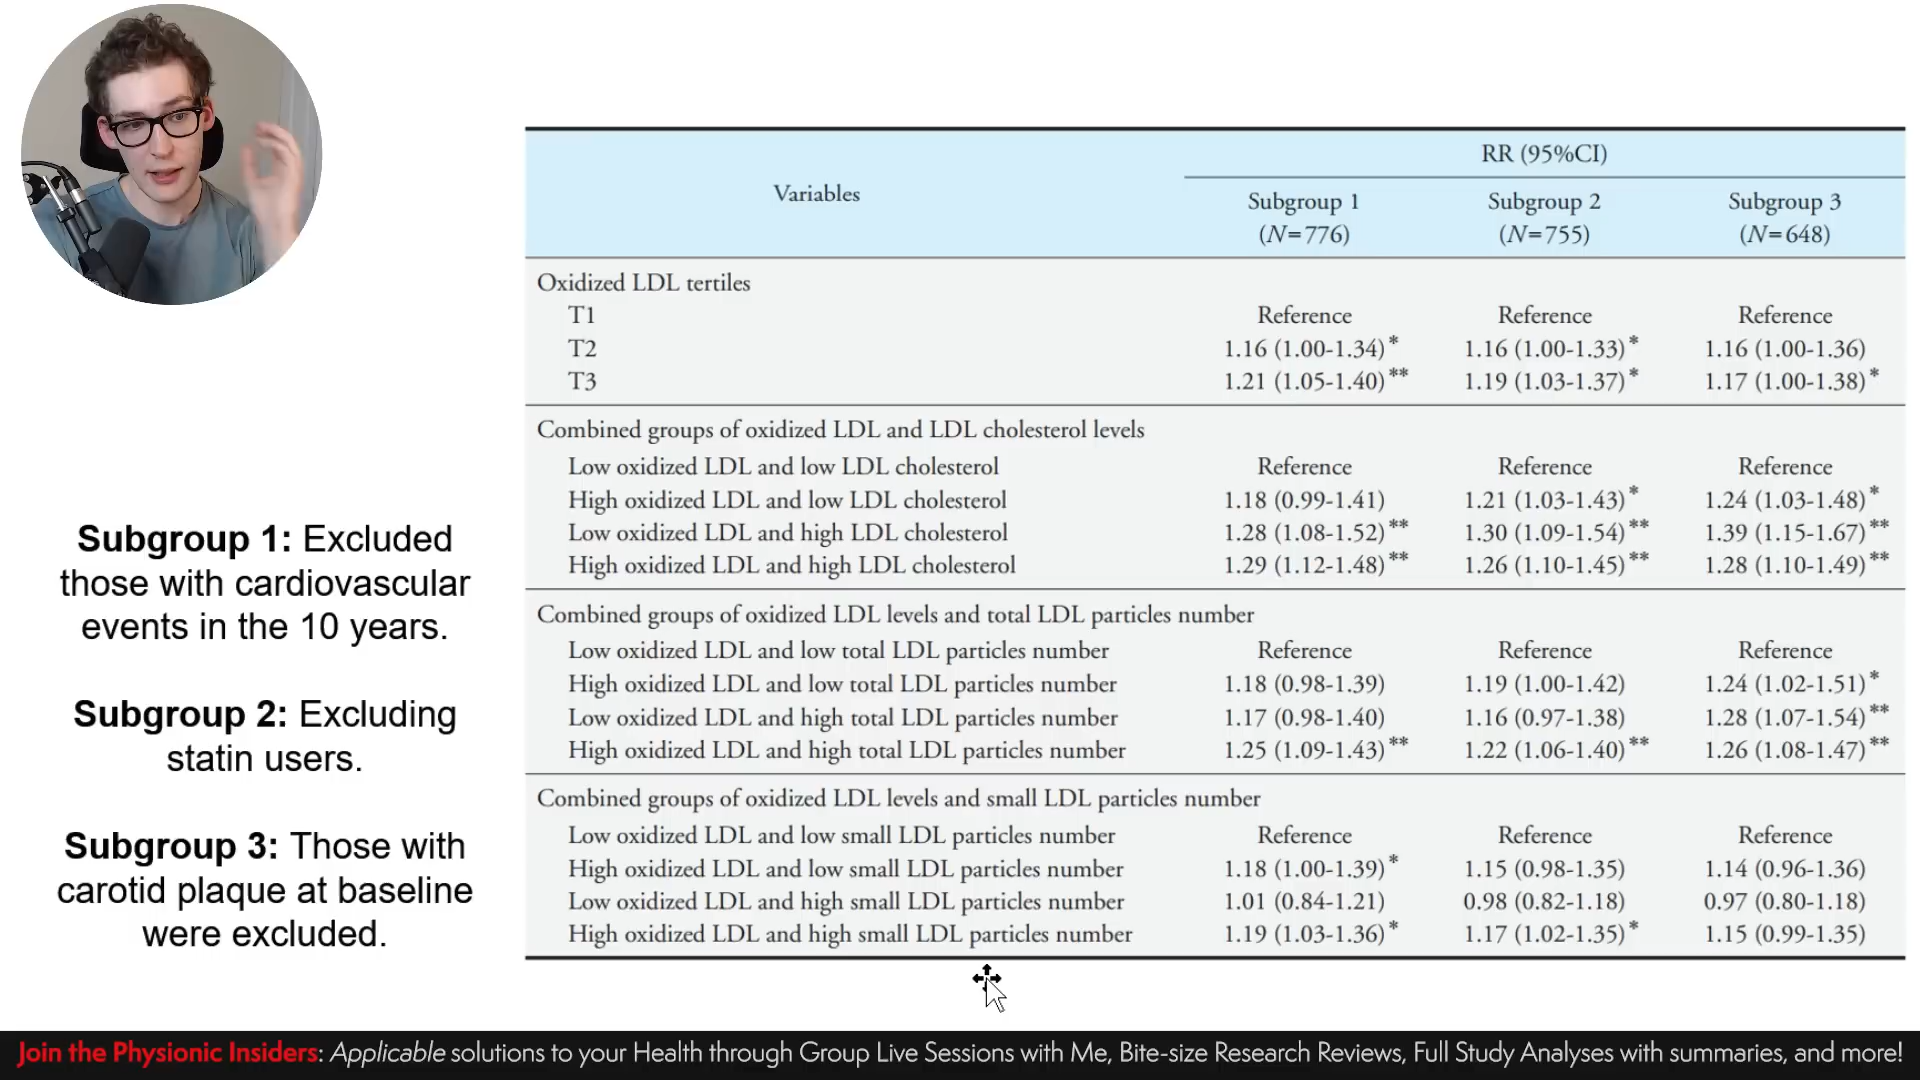 Variables
RR (95%CI)
Subgroup 1 Subgroup 2 Subgroup 3
(N=776) (N=755) (N=648)
Oxidized LDL tertiles
T1 Reference Reference Reference
T2 1.16 (1.00-1.34)* 1.16 (1.00-1.33)* 1.16 (1.00-1.36)
T3 1.21 (1.05-1.40)** 1.19 (1.03-1.37)* 1.17 (1.00-1.38)*
Combined groups of oxidized LDL and LDL cholesterol levels
Low oxidized LDL and low LDL cholesterol Reference Reference Reference
High oxidized LDL and low LDL cholesterol 1.18 (0.99-1.41) 1.21 (1.03-1.43)* 1.24 (1.03-1.48)*
Low oxidized LDL and high LDL cholesterol 1.28 (1.08-1.52)** 1.30 (1.09-1.54)** 1.39 (1.15-1.67)**
High oxidized LDL and high LDL cholesterol 1.29 (1.12-1.48)** 1.26 (1.10-1.45)** 1.28 (1.10-1.49)**
Combined groups of oxidized LDL levels and total LDL particles number
Low oxidized LDL and low total LDL particles number Reference Reference Reference
High oxidized LDL and low total LDL particles number 1.18 (0.98-1.39) 1.19 (1.00-1.42) 1.24 (1.02-1.51)*
Low oxidized LDL and high total LDL particles number 1.17 (0.98-1.40) 1.16 (0.97-1.38) 1.28 (1.07-1.54)**
High oxidized LDL and high total LDL particles number 1.25 (1.09-1.43)** 1.22 (1.06-1.40)** 1.26 (1.08-1.47)**
Combined groups of oxidized LDL levels and small LDL particles number
Low oxidized LDL and low small LDL particles number Reference Reference Reference
High oxidized LDL and low small LDL particles number 1.18 (1.00-1.39)* 1.15 (0.98-1.35) 1.14 (0.96-1.36)
Low oxidized LDL and high small LDL particles number 1.01 (0.84-1.21) 0.98 (0.82-1.18) 0.97 (0.80-1.18)
High oxidized LDL and high small LDL particles number 1.19 (1.03-1.36)* 1.17 (1.02-1.35)* 1.15 (0.99-1.35)
Subgroup 1: Excluded
those with cardiovascular
events in the 10 years.
Subgroup 2: Excluding
statin users.
Subgroup 3: Those with
carotid plaque at baseline
were excluded.
Join the Physionic Insiders: Applicable solutions to your Health through Group Live Sessions with Me, Bite-size Research Reviews, Full Study Analyses with summaries, and more!